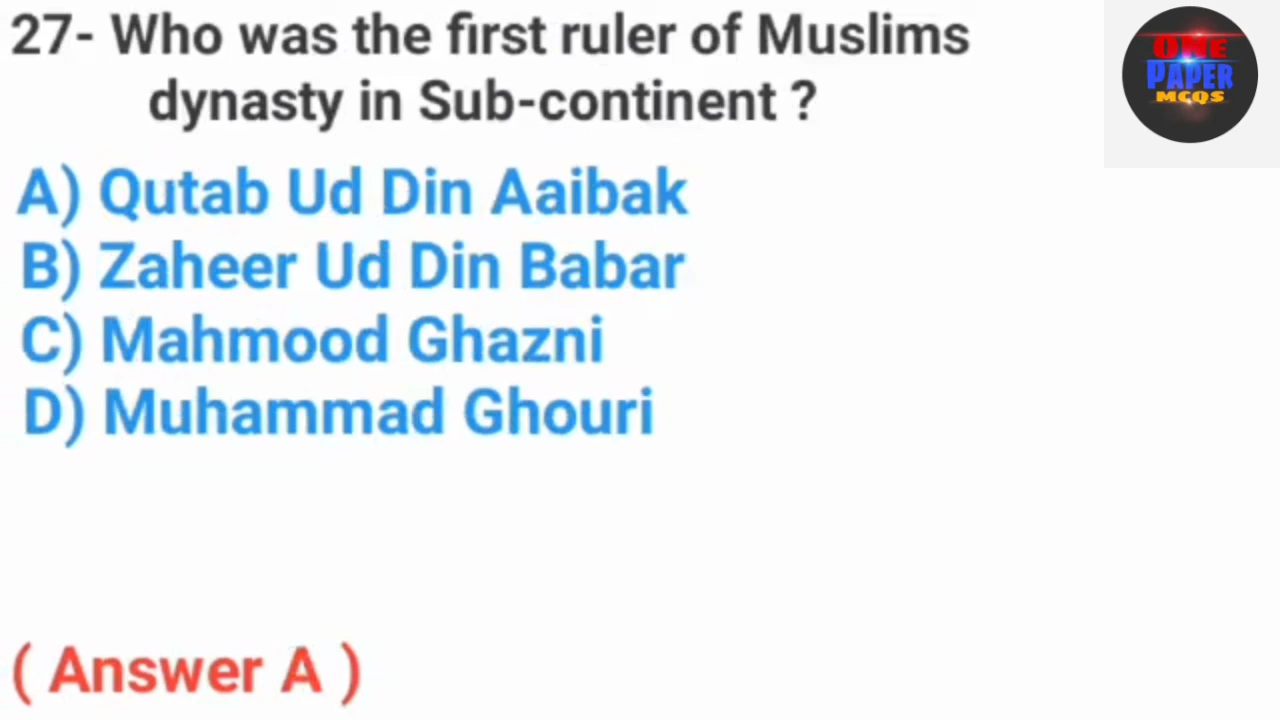 27- Who was the first ruler of Muslims
dynasty in Sub-continent ?
ONE
PAPER
MCQS
A) Qutab Ud Din Aaibak
B) Zaheer Ud Din Babar
C) Mahmood Ghazni
D) Muhammad Ghouri
( Answer A )